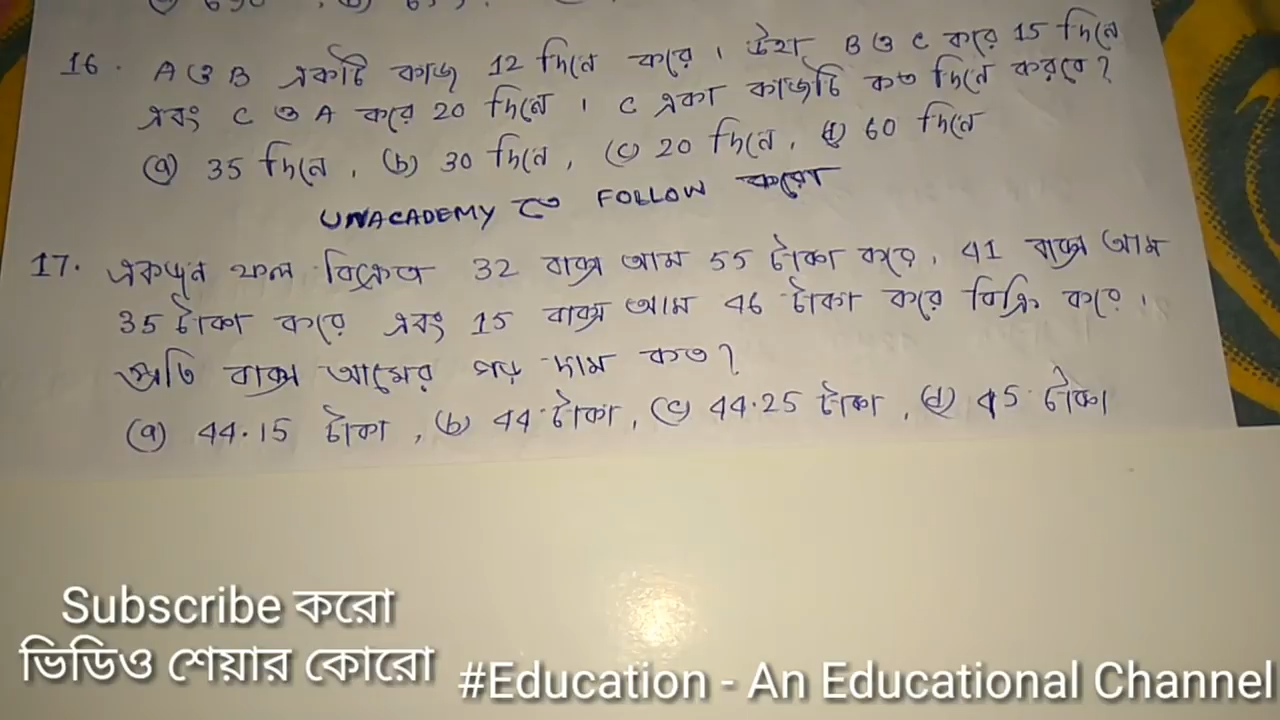 16. A ও B একটি কাজ 12 দিনে করে। উহা B ও C করে 15 দিনে
এবং C ও A করে 20 দিনে। C একা কাজটি কত দিনে করবে?
(a) 35 দিনে, (b) 30 দিনে, (c) 20 দিনে, (d) 60 দিনে
UNACADEMY তে FOLLOW করো
17. একজন ফল বিক্রেতা 32 বাক্স আম 55 টাকা করে, 41 বাক্স আম
35 টাকা করে এবং 15 বাক্স আম 46 টাকা করে বিক্রি করে।
প্রতি বাক্স আমের গড় দাম কত?
(a) 44.15 টাকা, (b) 44 টাকা, (c) 44.25 টাকা, (d) 45 টাকা
Subscribe করো
ভিডিও শেয়ার কোরো
#Education - An Educational Channel